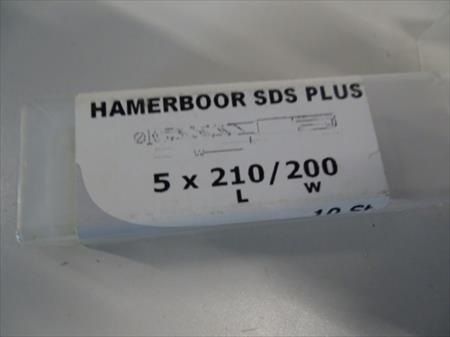 HAMERBOOR SDS PLUS
5 x 210/200
L W